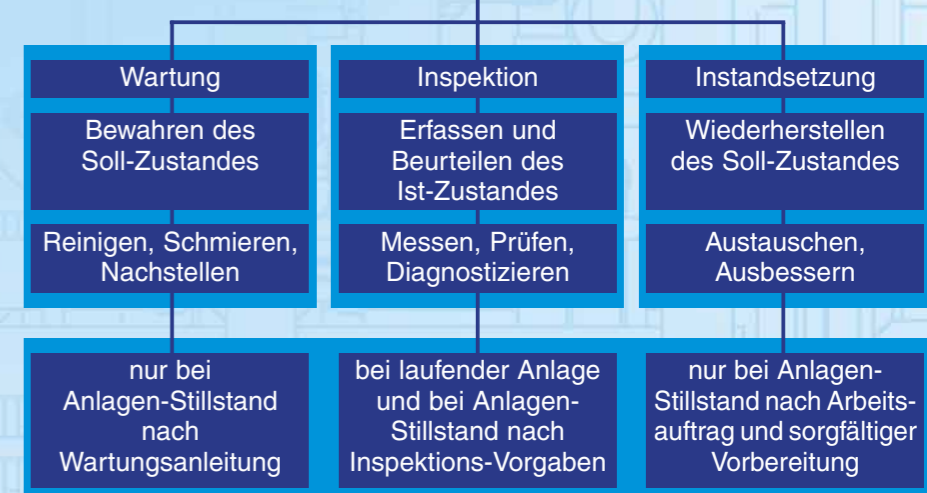 Wartung
Bewahren des
Soll-Zustandes
Reinigen, Schmieren,
Nachstellen
nur bei
Anlagen-Stillstand
nach
Wartungsanleitung
Inspektion
Erfassen und
Beurteilen des
Ist-Zustandes
Messen, Prüfen,
Diagnostizieren
bei laufender Anlage
und bei Anlagen-
Stillstand nach
Inspektions-Vorgaben
Instandsetzung
Wiederherstellen
des Soll-Zustandes
Austauschen,
Ausbessern
nur bei Anlagen-
Stillstand nach Arbeits-
auftrag und sorgfältiger
Vorbereitung